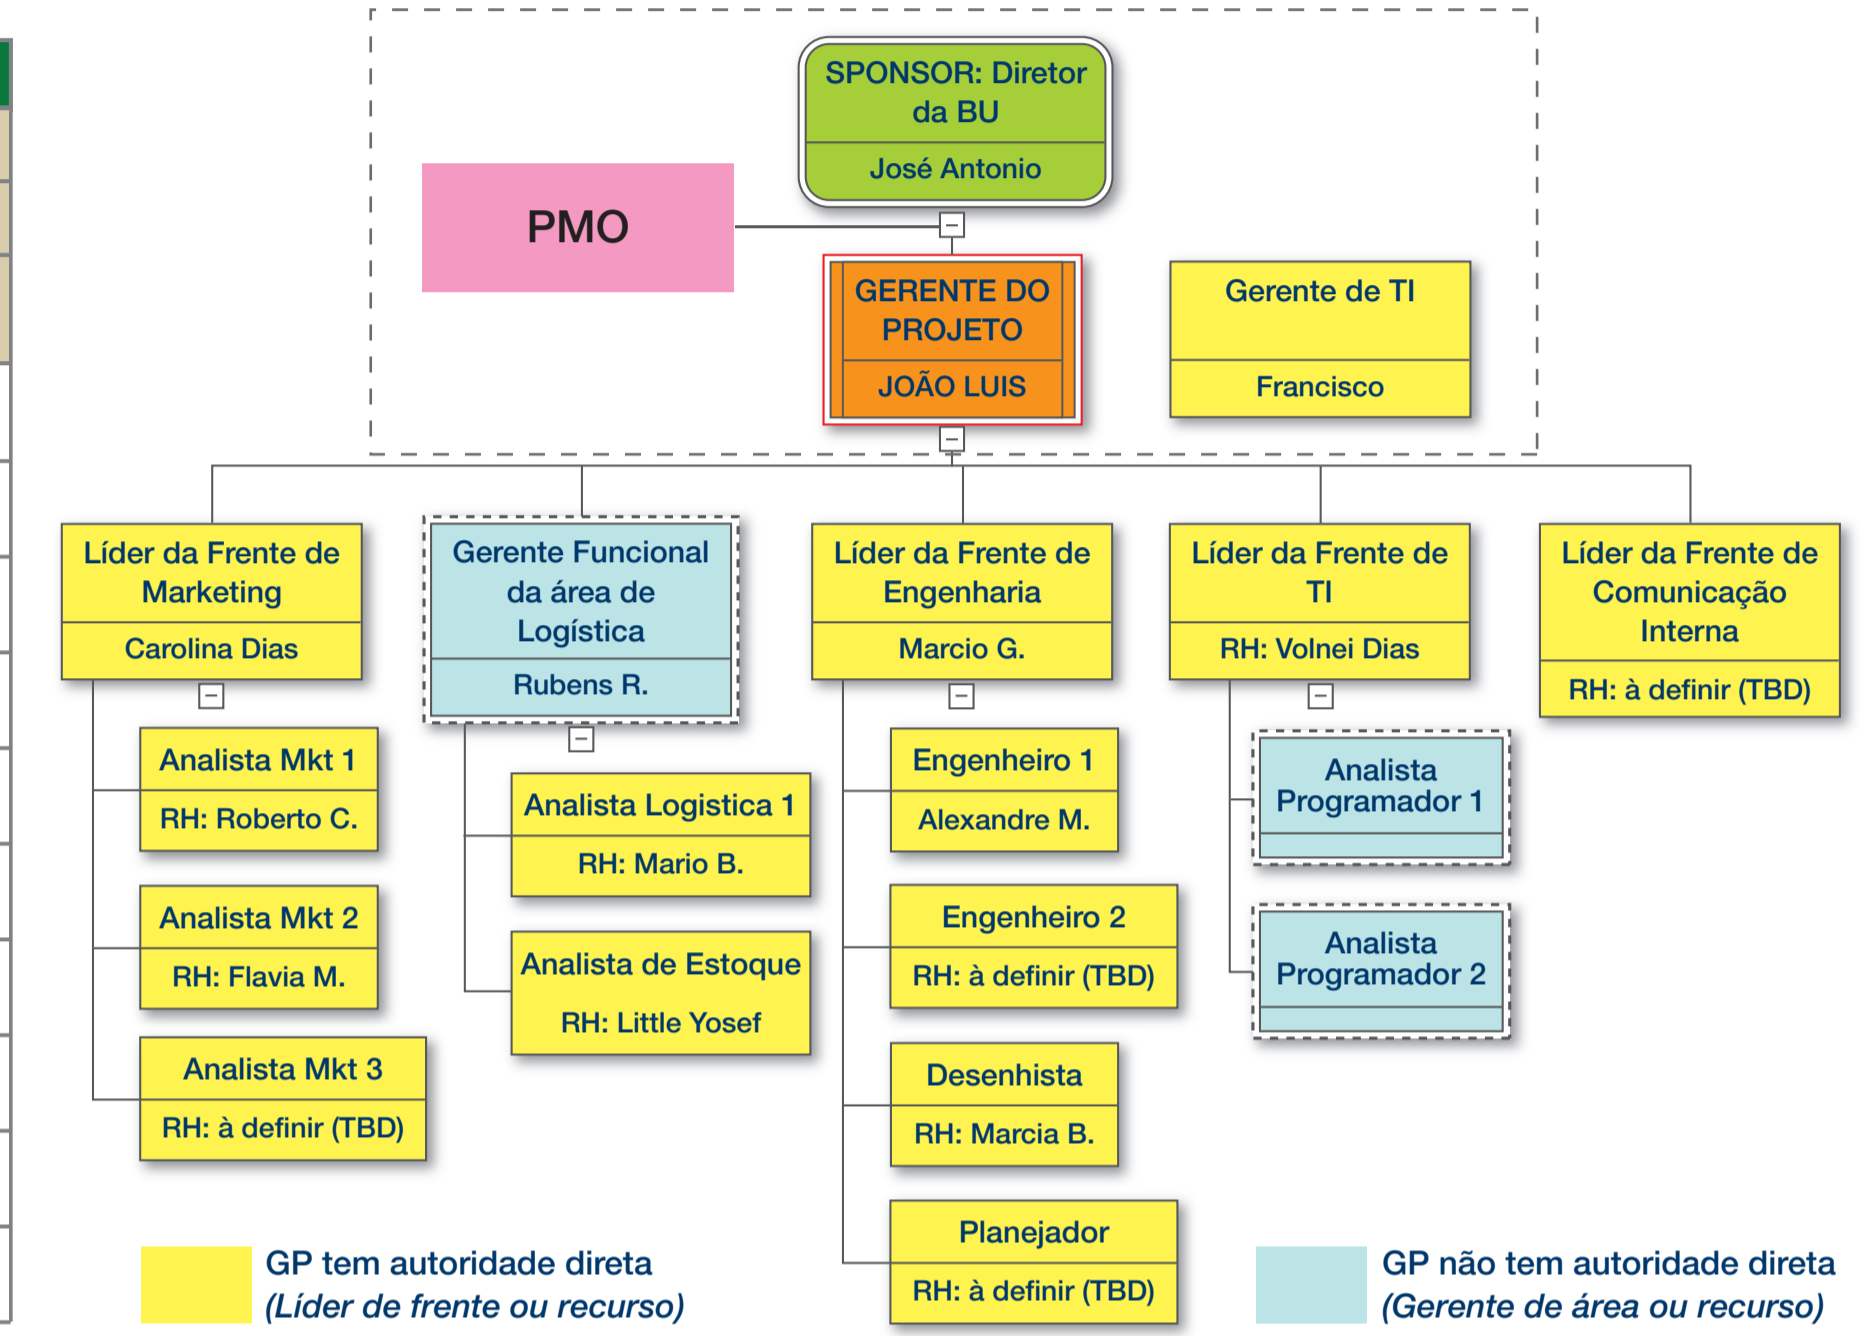 SPONSOR: Diretor
da BU
José Antonio
PMO
GERENTE DO
PROJETO
JOÃO LUIS
Gerente de TI
Francisco
Líder da Frente de
Marketing
Carolina Dias
Analista Mkt 1
RH: Roberto C.
Analista Mkt 2
RH: Flavia M.
Analista Mkt 3
RH: à definir (TBD)
Gerente Funcional
da área de
Logística
Rubens R.
Analista Logistica 1
RH: Mario B.
Analista de Estoque
RH: Little Yosef
Líder da Frente de
Engenharia
Marcio G.
Engenheiro 1
Alexandre M.
Engenheiro 2
RH: à definir (TBD)
Desenhista
RH: Marcia B.
Planejador
RH: à definir (TBD)
Líder da Frente de
TI
RH: Volnei Dias
Analista
Programador 1
Analista
Programador 2
Líder da Frente de
Comunicação
Interna
RH: à definir (TBD)
GP tem autoridade direta
(Líder de frente ou recurso)
GP não tem autoridade direta
(Gerente de área ou recurso)